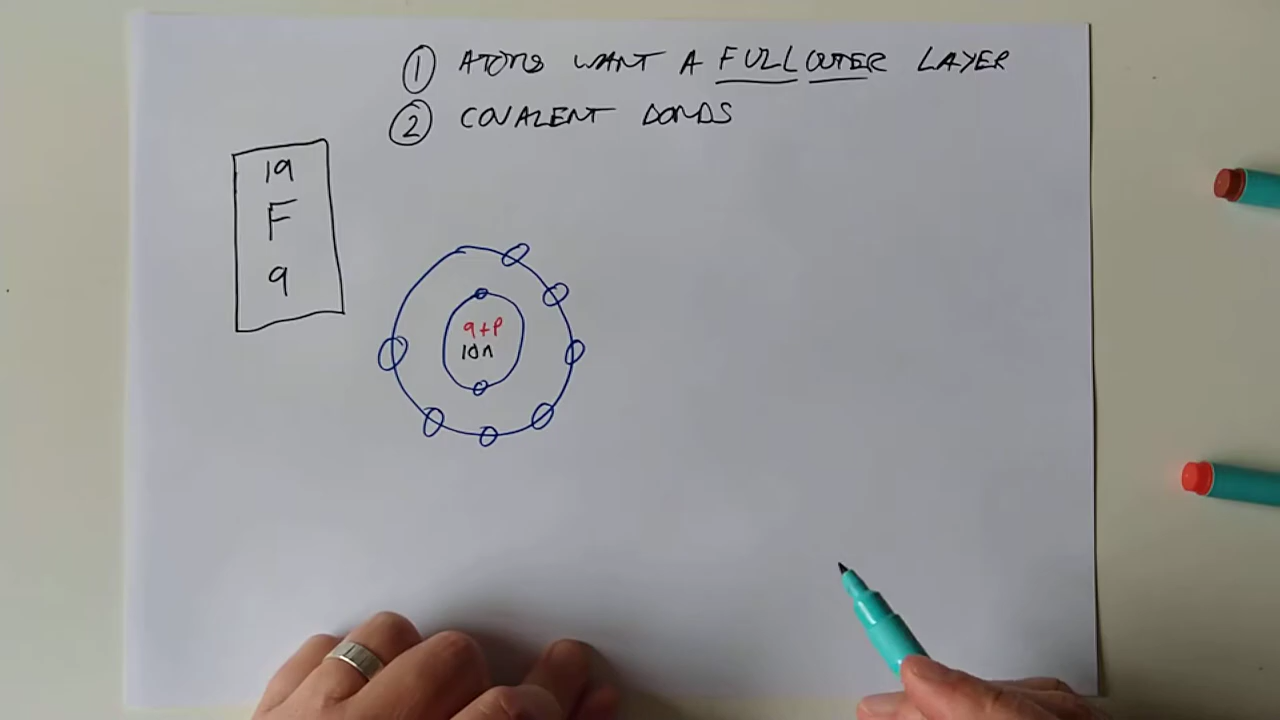 ① ATOMS WANT A FULL OUTER LAYER
② COVALENT BONDS
19
F
9
9+P
10n